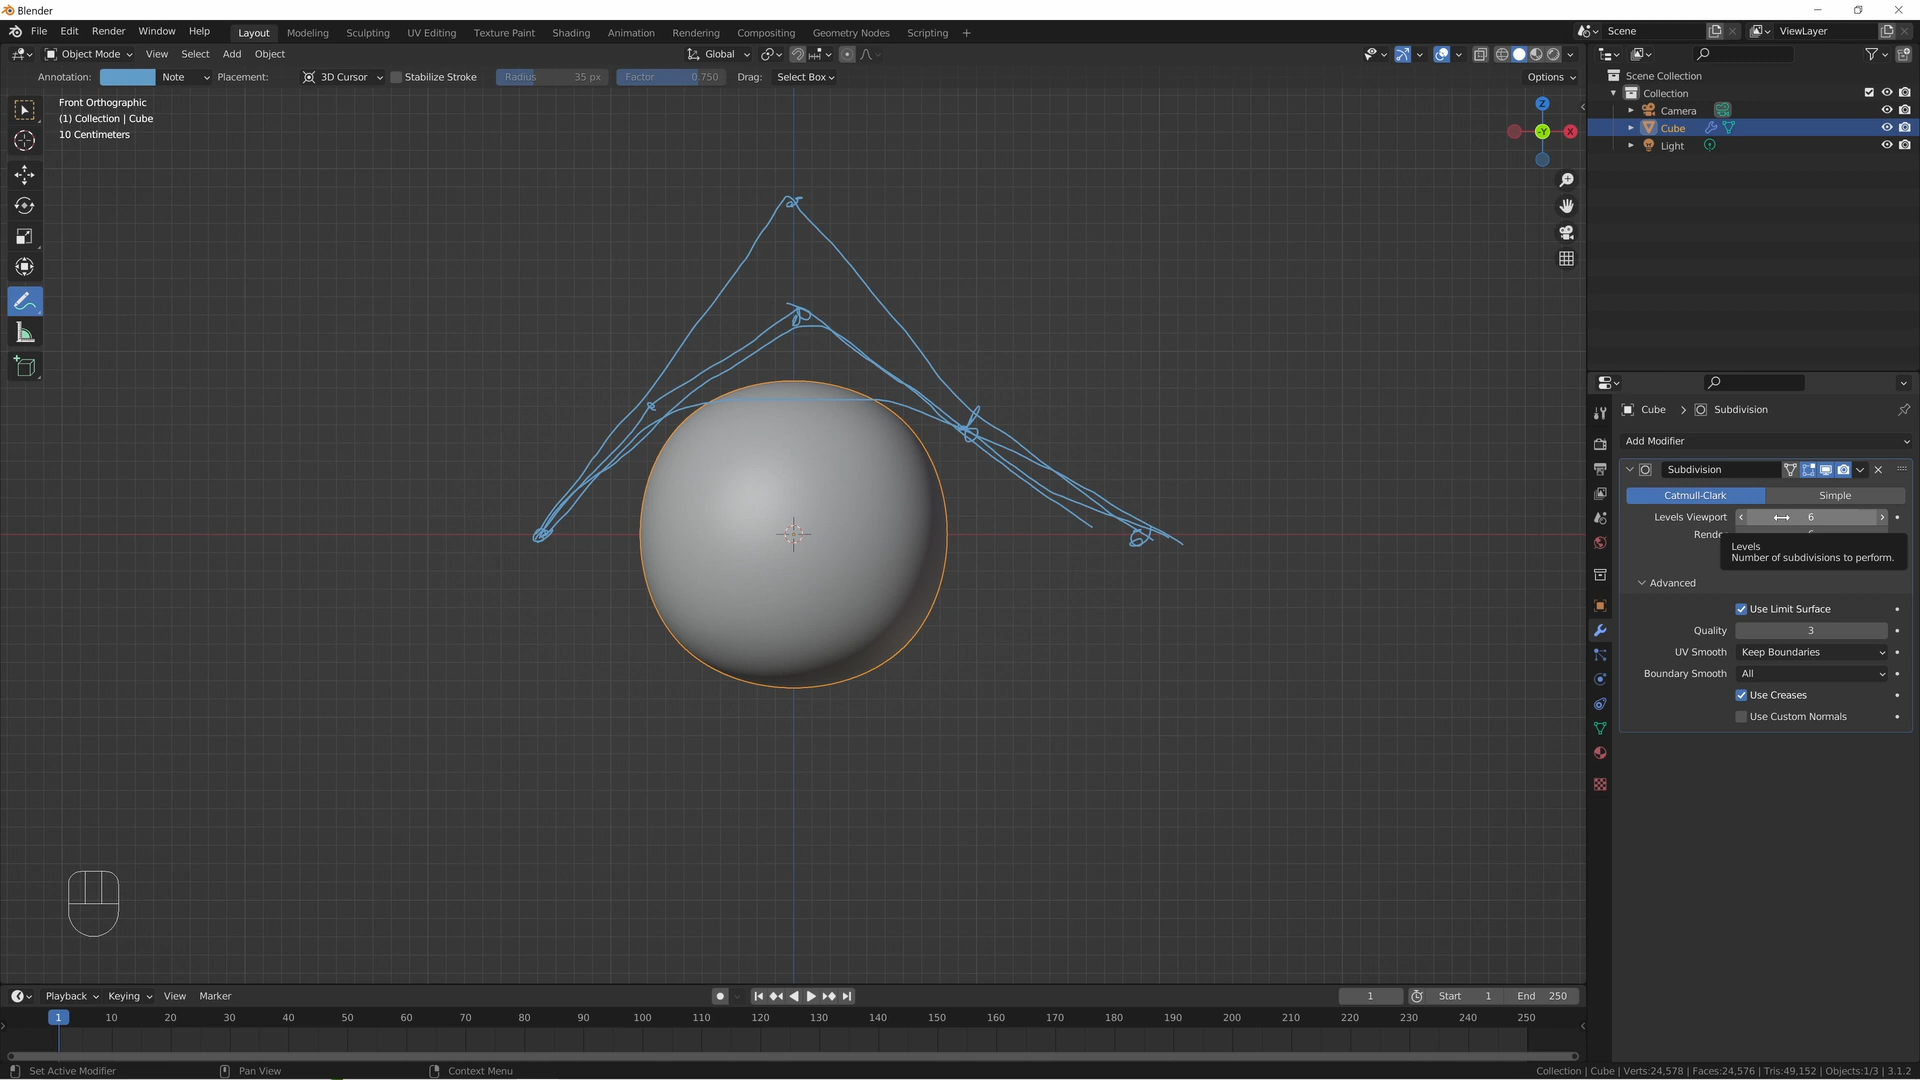 Blender
File Edit Render Window Help Layout Modeling Sculpting UV Editing Texture Paint Shading Animation Rendering Compositing Geometry Nodes Scripting + Scene ViewLayer
Object Mode View Select Add Object Global
Annotation: Note Placement: 3D Cursor Stabilize Stroke Radius 35 px Factor 0.750 Drag: Select Box Options
Front Orthographic
(1) Collection | Cube
10 Centimeters
Z
-Y X
Scene Collection
Collection
Camera
Cube
Light
Cube > Subdivision
Add Modifier
Subdivision
Catmull-Clark Simple
Levels Viewport 6
Levels
Number of subdivisions to perform.
Advanced
Use Limit Surface
Quality 3
UV Smooth Keep Boundaries
Boundary Smooth All
Use Creases
Use Custom Normals
Playback Keying View Marker 1 Start 1 End 250
1 10 20 30 40 50 60 70 80 90 100 110 120 130 140 150 160 170 180 190 200 210 220 230 240 250
Set Active Modifier Pan View Context Menu Collection | Cube | Verts:24,578 | Faces:24,576 | Tris:49,152 | Objects:1/3 | 3.1.2